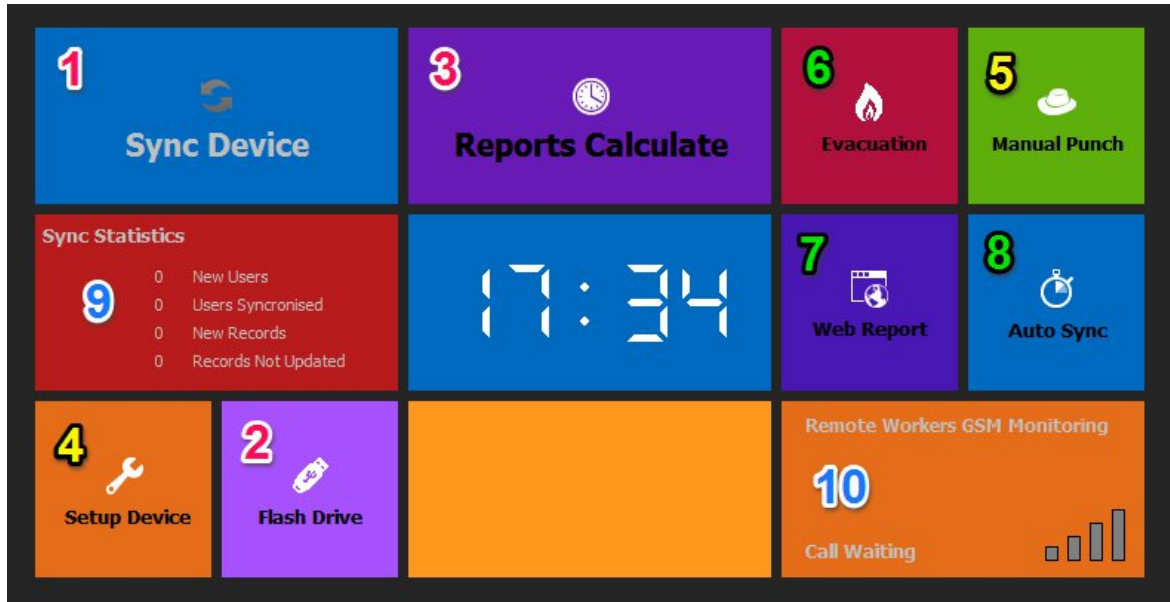 1
Sync Device
3
Reports Calculate
6
Evacuation
5
Manual Punch
Sync Statistics
9
0 New Users
0 Users Syncronised
0 New Records
0 Records Not Updated
17:34
7
Web Report
8
Auto Sync
4
Setup Device
2
Flash Drive
Remote Workers GSM Monitoring
10
Call Waiting